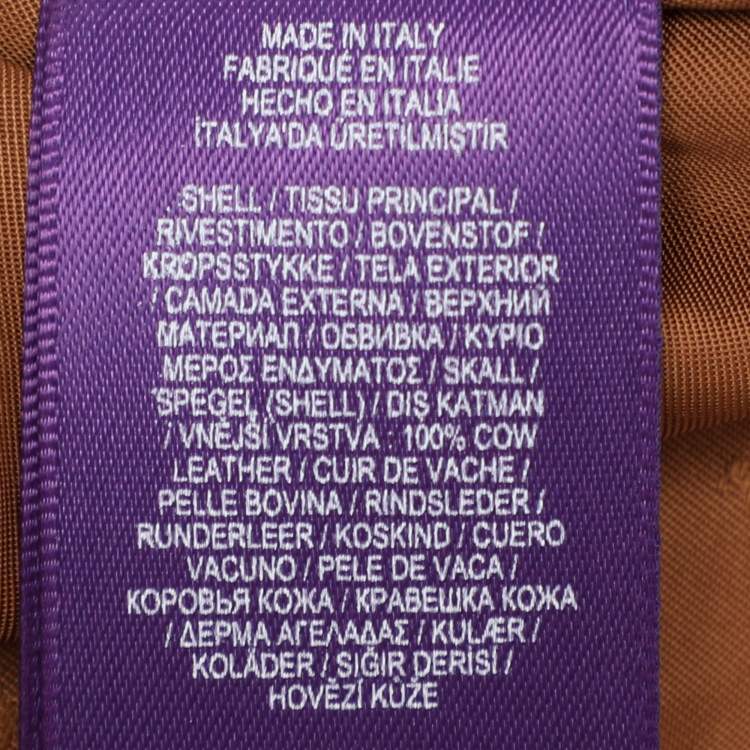 MADE IN ITALY
FABRIQUE EN ITALIE
HECHO EN ITALIA
İTALYA'DA ÜRETİLMİŞTİR
SHELL / TISSU PRINCIPAL /
RIVESTIMENTO / BOVENSTOF /
KROPSSTYKKE / TELA EXTERIOR
/ CAMADA EXTERNA / ВЕРХНИЙ
МАТЕРИАЛ / ОБВИВКА / ΚΥΡΙΟ
ΜΕΡΟΣ ΕΝΔΥΜΑΤΟΣ / SKALL /
SPEGEL (SHELL) / DIŞ KATMAN
/ VNĚJŠÍ VRSTVA : 100% COW
LEATHER / CUIR DE VACHE /
PELLE BOVINA / RINDSLEDER /
RUNDERLEER / KOSKIND / CUERO
VACUNO / PELE DE VACA /
КОРОВЬЯ КОЖА / КРАВЕШКА КОЖА
/ ΔΕΡΜΑ ΑΓΕΛΑΔΑΣ / KULÆR /
KOLÄDER / SIĞIR DERİSİ /
HOVĚZÍ KŮŽE